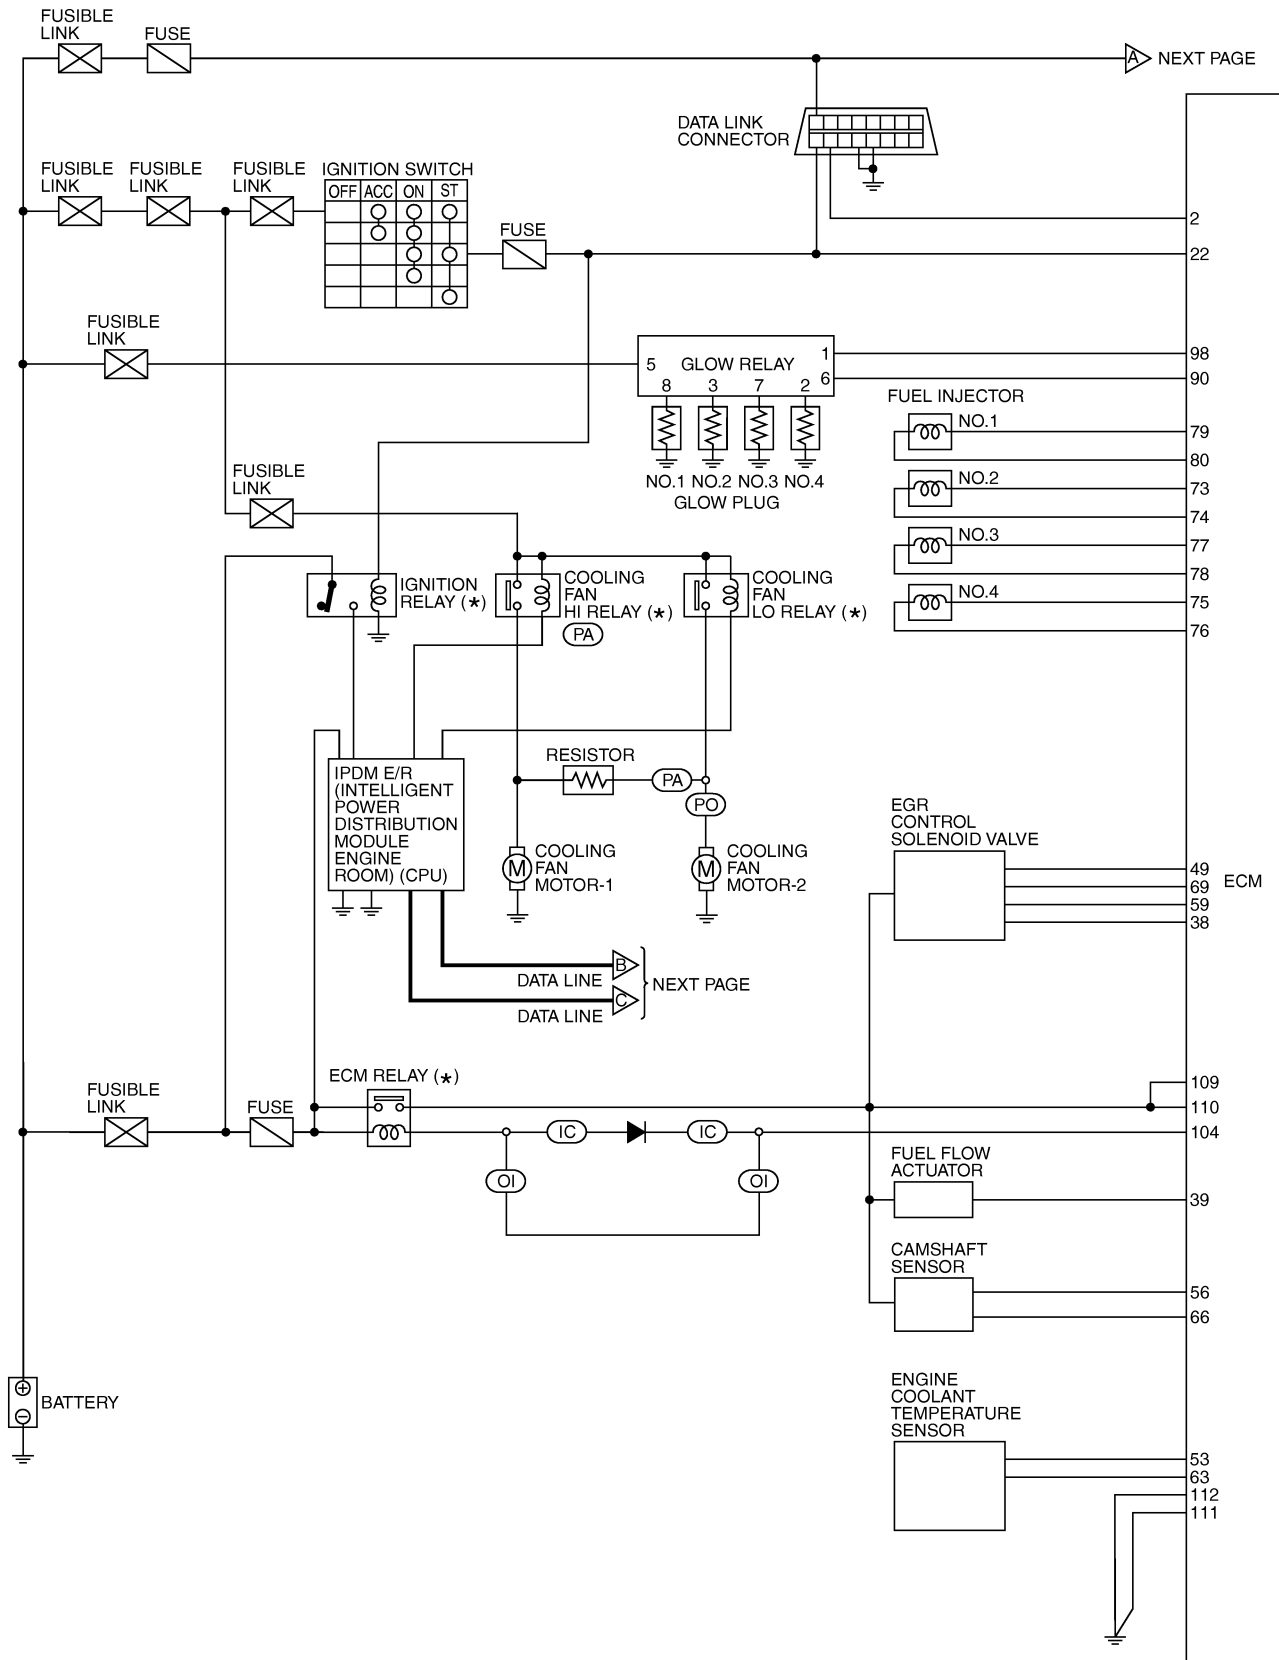 FUSIBLE
LINK
FUSE
A
NEXT PAGE
DATA LINK
CONNECTOR
FUSIBLE
LINK
FUSIBLE
LINK
FUSIBLE
LINK
IGNITION SWITCH
OFF ACC ON ST
FUSE
2
22
FUSIBLE
LINK
5 GLOW RELAY 1
8 3 7 2 6
98
90
NO.1 NO.2 NO.3 NO.4
GLOW PLUG
FUEL INJECTOR
NO.1
79
80
NO.2
73
74
NO.3
77
78
NO.4
75
76
FUSIBLE
LINK
IGNITION
RELAY (*)
COOLING
FAN
HI RELAY (*)
PA
COOLING
FAN
LO RELAY (*)
RESISTOR
PA
PO
IPDM E/R
(INTELLIGENT
POWER
DISTRIBUTION
MODULE
ENGINE
ROOM) (CPU)
M
COOLING
FAN
MOTOR-1
M
COOLING
FAN
MOTOR-2
EGR
CONTROL
SOLENOID VALVE
49
69
59
38
ECM
B
DATA LINE
C
DATA LINE
NEXT PAGE
FUSIBLE
LINK
FUSE
ECM RELAY (*)
109
110
104
IC
IC
OI
OI
FUEL FLOW
ACTUATOR
39
CAMSHAFT
SENSOR
56
66
+
BATTERY
−
ENGINE
COOLANT
TEMPERATURE
SENSOR
53
63
112
111